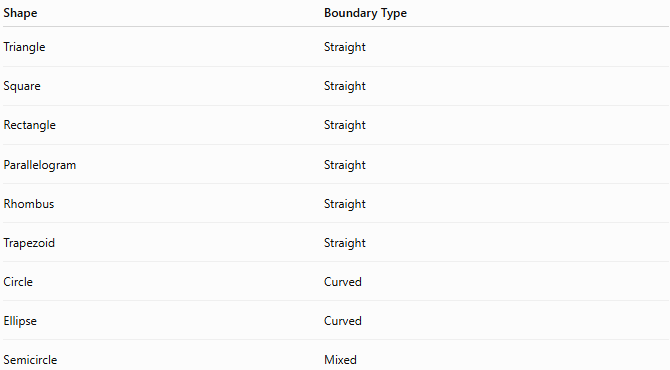 Shape Boundary Type
Triangle Straight
Square Straight
Rectangle Straight
Parallelogram Straight
Rhombus Straight
Trapezoid Straight
Circle Curved
Ellipse Curved
Semicircle Mixed